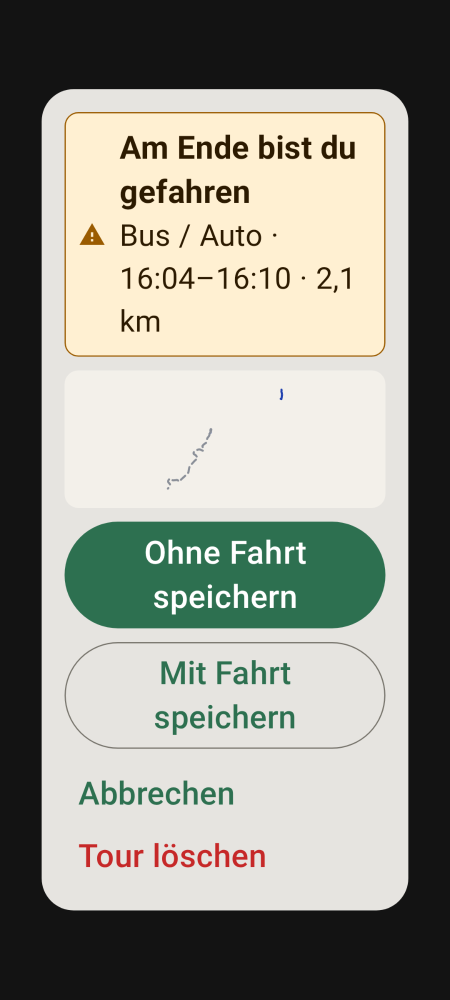 Am Ende bist du
gefahren
Bus / Auto ·
16:04–16:10 · 2,1
km
Ohne Fahrt
speichern
Mit Fahrt
speichern
Abbrechen
Tour löschen